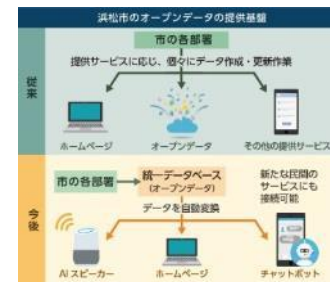 浜松市のオープンデータの提供基盤
従来
市の各部署
提供サービスに応じ、個々にデータ作成・更新作業
ホームページ
オープンデータ
その他の提供サービス
今後
市の各部署
統一データベース
(オープンデータ)
新たな民間の
サービスにも
接続可能
データを自動変換
AIスピーカー
ホームページ
チャットボット